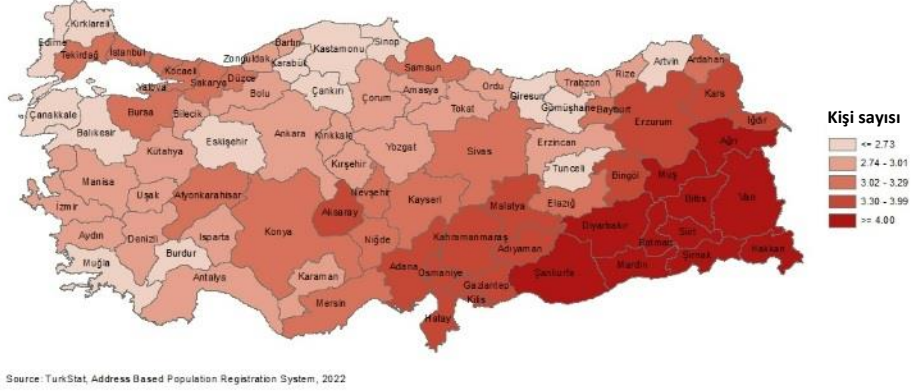 Kırklareli
Edirne
Tekirdağ
İstanbul
Kocaeli
Yalova
Sakarya
Düzce
Zonguldak
Bartın
Karabük
Kastamonu
Sinop
Çankırı
Bolu
Samsun
Çorum
Amasya
Tokat
Ordu
Giresun
Gümüşhane
Trabzon
Rize
Artvin
Ardahan
Bayburt
Kars
Iğdır
Erzurum
Ağrı
Çanakkale
Balıkesir
Bursa
Bilecik
Eskişehir
Kütahya
Ankara
Kırıkkale
Kırşehir
Yozgat
Sivas
Erzincan
Tunceli
Bingöl
Muş
Bitlis
Van
Manisa
Uşak
Afyonkarahisar
İzmir
Aydın
Denizli
Isparta
Burdur
Muğla
Antalya
Konya
Aksaray
Nevşehir
Niğde
Kayseri
Karaman
Mersin
Adana
Osmaniye
Kahramanmaraş
Malatya
Elazığ
Adıyaman
Gaziantep
Kilis
Hatay
Şanlıurfa
Diyarbakır
Mardin
Batman
Siirt
Şırnak
Hakkari
Kişi sayısı
<= 2.73
2.74 - 3.01
3.02 - 3.29
3.30 - 3.99
>= 4.00
Source: TurkStat, Address Based Population Registration System, 2022